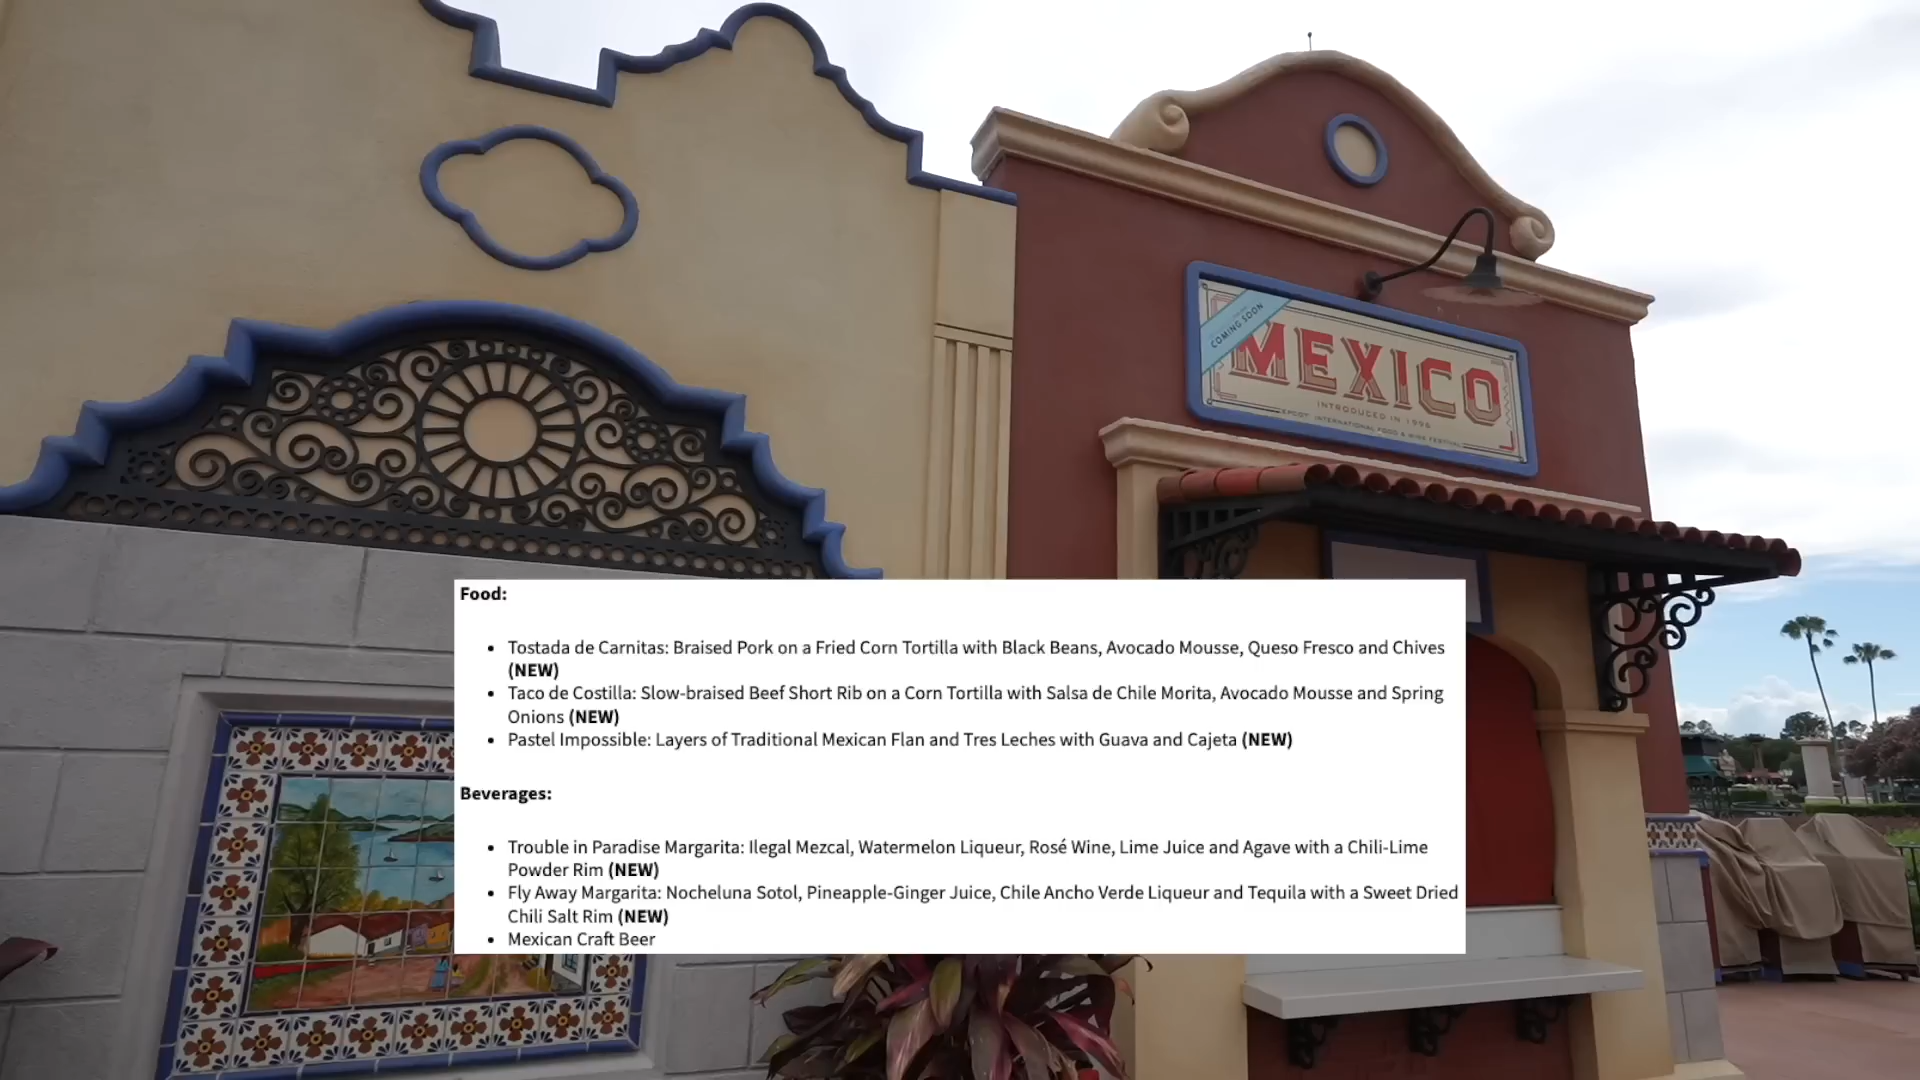 COMING SOON
MEXICO
INTRODUCED IN 1996
EPCOT INTERNATIONAL FOOD & WINE FESTIVAL
Food:
• Tostada de Carnitas: Braised Pork on a Fried Corn Tortilla with Black Beans, Avocado Mousse, Queso Fresco and Chives
(NEW)
• Taco de Costilla: Slow-braised Beef Short Rib on a Corn Tortilla with Salsa de Chile Morita, Avocado Mousse and Spring
Onions (NEW)
• Pastel Impossible: Layers of Traditional Mexican Flan and Tres Leches with Guava and Cajeta (NEW)
Beverages:
• Trouble in Paradise Margarita: Ilegal Mezcal, Watermelon Liqueur, Rosé Wine, Lime Juice and Agave with a Chili-Lime
Powder Rim (NEW)
• Fly Away Margarita: Nocheluna Sotol, Pineapple-Ginger Juice, Chile Ancho Verde Liqueur and Tequila with a Sweet Dried
Chili Salt Rim (NEW)
• Mexican Craft Beer